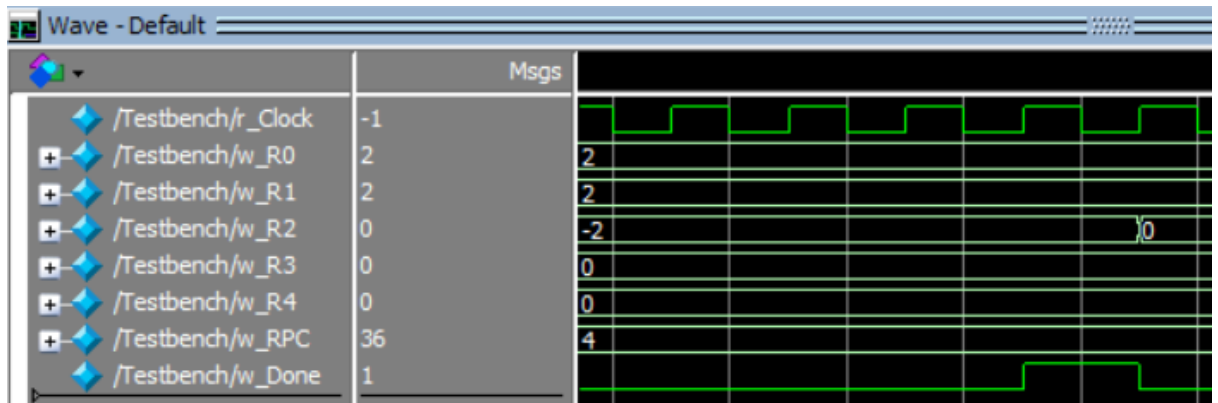 Wave - Default
Msgs
/Testbench/r_Clock -1
/Testbench/w_R0 2 2
/Testbench/w_R1 2 2
/Testbench/w_R2 0 -2 0
/Testbench/w_R3 0 0
/Testbench/w_R4 0 0
/Testbench/w_RPC 36 4
/Testbench/w_Done 1